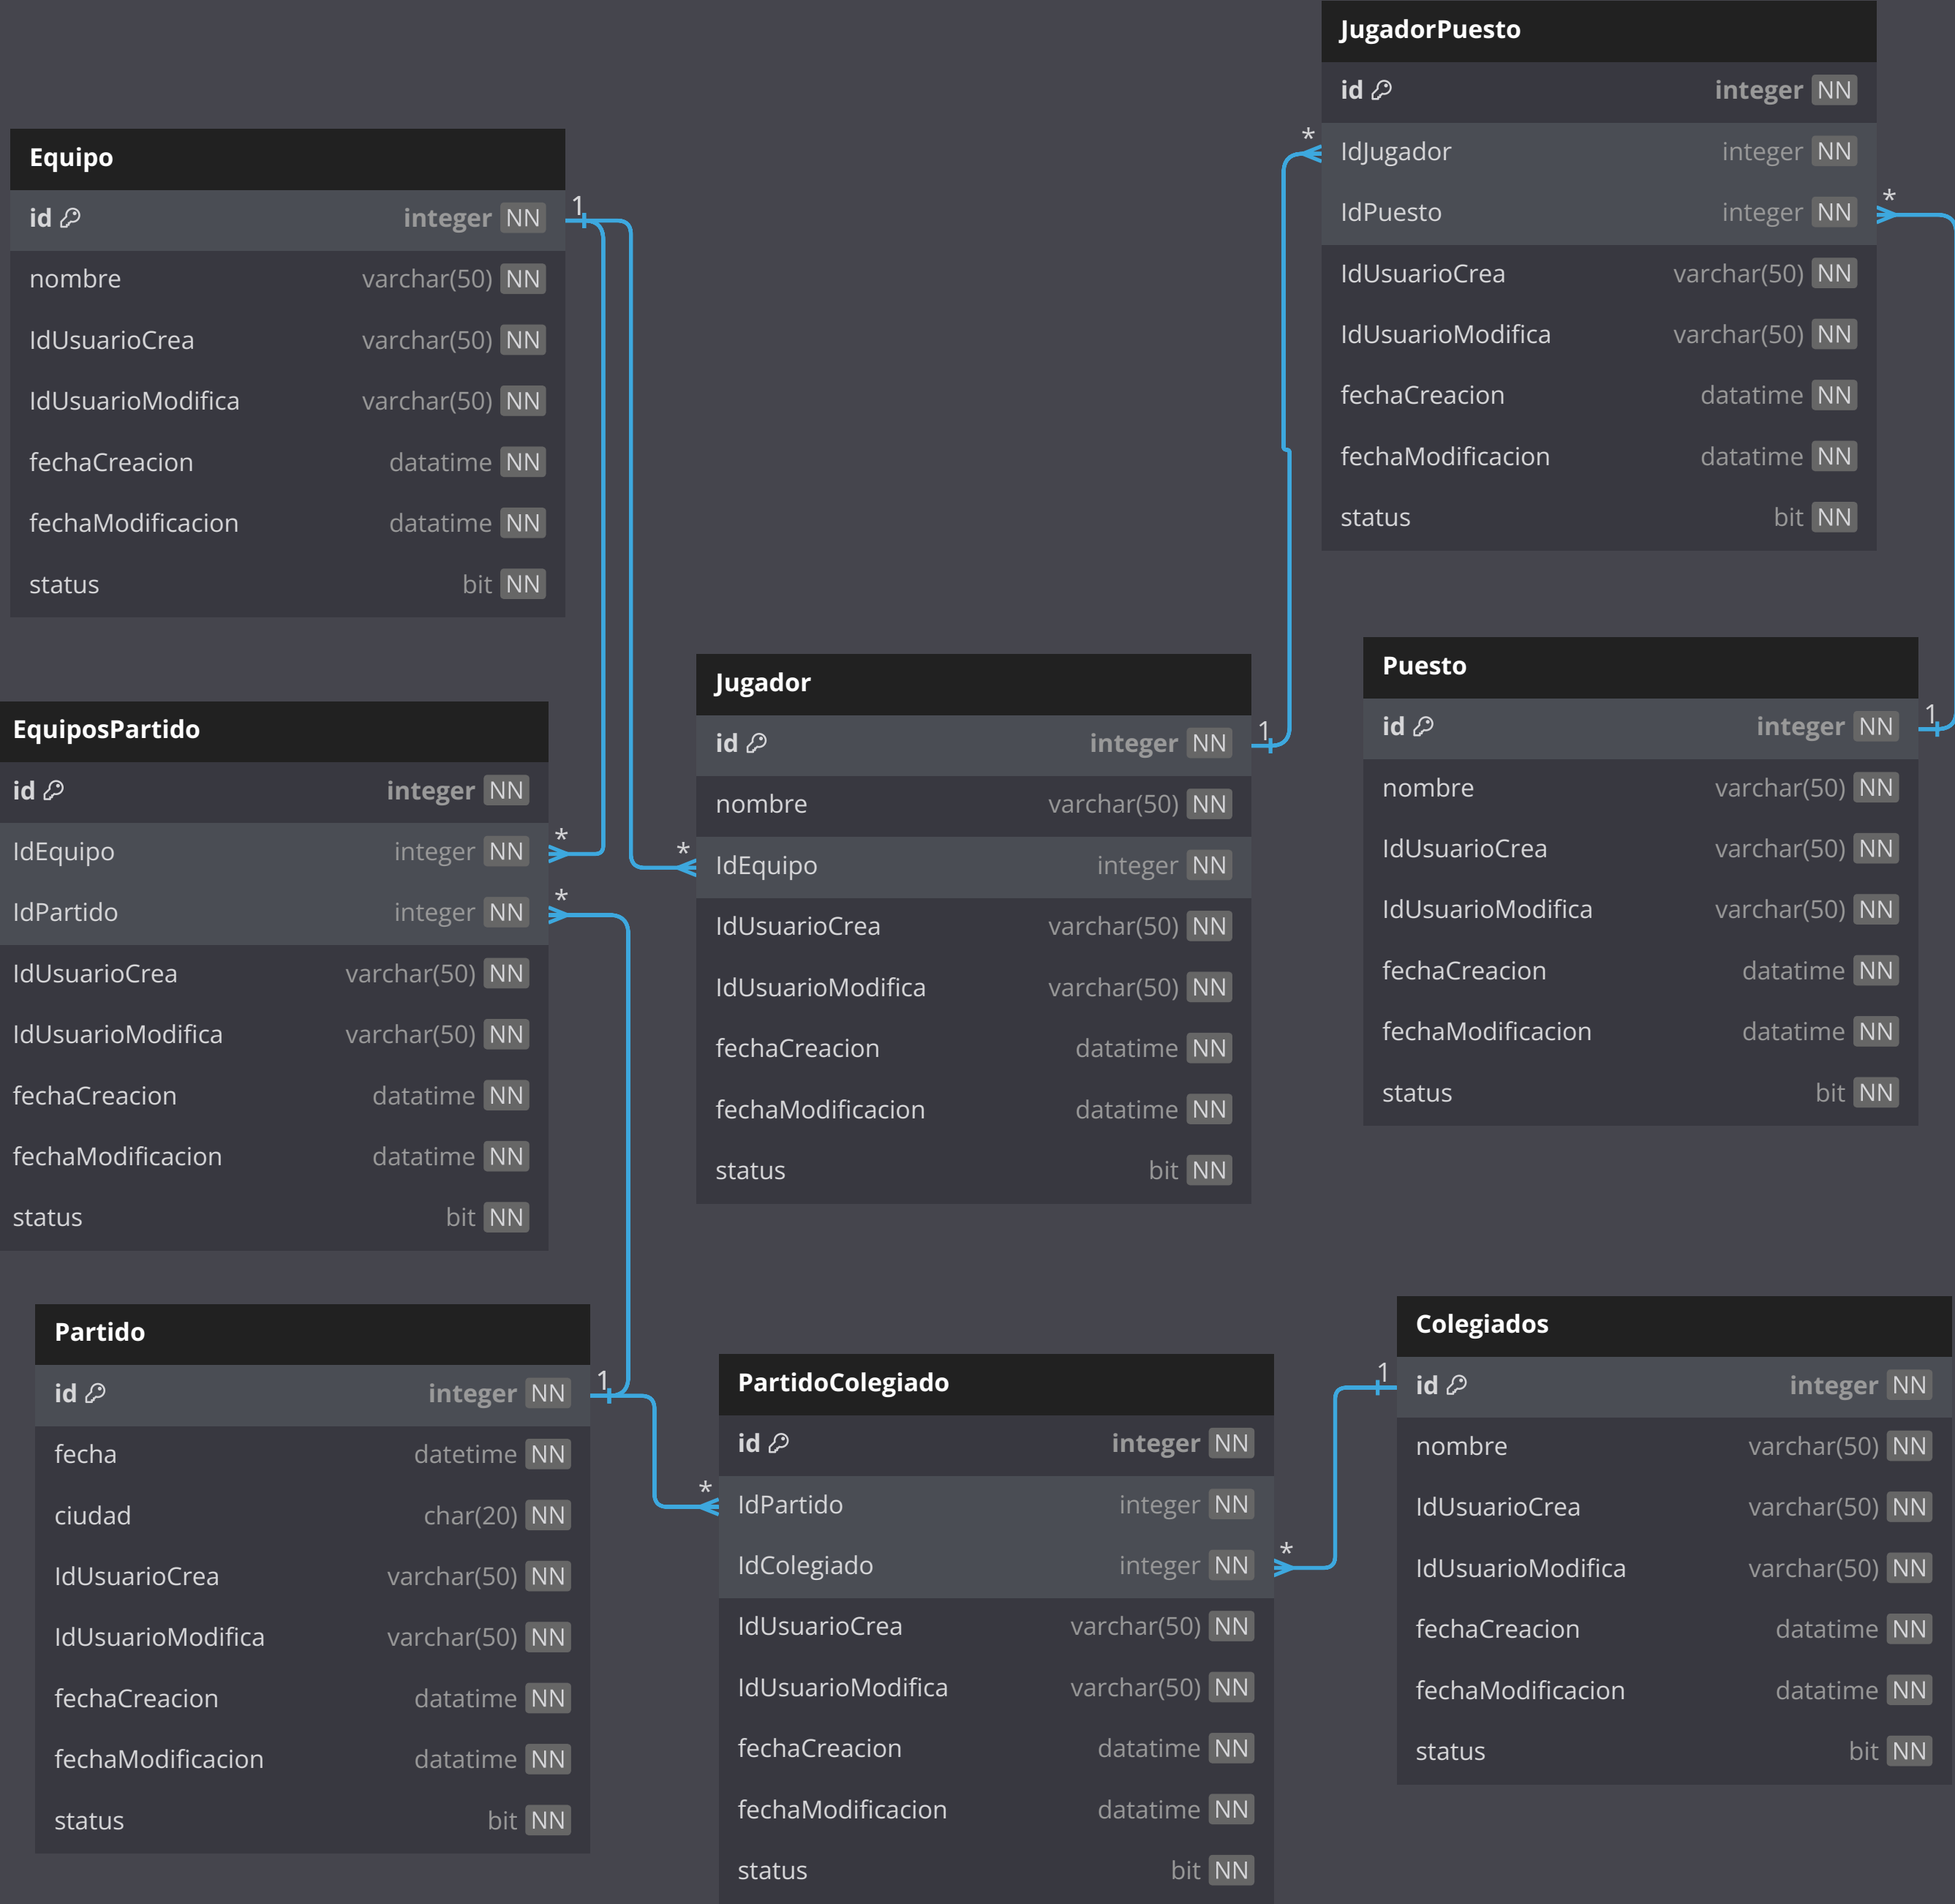 JugadorPuesto
id integer NN
IdJugador integer NN
IdPuesto integer NN
IdUsuarioCrea varchar(50) NN
IdUsuarioModifica varchar(50) NN
fechaCreacion datatime NN
fechaModificacion datatime NN
status bit NN
*
*
Equipo
id integer NN
nombre varchar(50) NN
IdUsuarioCrea varchar(50) NN
IdUsuarioModifica varchar(50) NN
fechaCreacion datatime NN
fechaModificacion datatime NN
status bit NN
1
Puesto
id integer NN
nombre varchar(50) NN
IdUsuarioCrea varchar(50) NN
IdUsuarioModifica varchar(50) NN
fechaCreacion datatime NN
fechaModificacion datatime NN
status bit NN
1
Jugador
id integer NN
nombre varchar(50) NN
IdEquipo integer NN
IdUsuarioCrea varchar(50) NN
IdUsuarioModifica varchar(50) NN
fechaCreacion datatime NN
fechaModificacion datatime NN
status bit NN
1
*
EquiposPartido
id integer NN
IdEquipo integer NN
IdPartido integer NN
IdUsuarioCrea varchar(50) NN
IdUsuarioModifica varchar(50) NN
fechaCreacion datatime NN
fechaModificacion datatime NN
status bit NN
*
*
Partido
id integer NN
fecha datetime NN
ciudad char(20) NN
IdUsuarioCrea varchar(50) NN
IdUsuarioModifica varchar(50) NN
fechaCreacion datatime NN
fechaModificacion datatime NN
status bit NN
1
PartidoColegiado
id integer NN
IdPartido integer NN
IdColegiado integer NN
IdUsuarioCrea varchar(50) NN
IdUsuarioModifica varchar(50) NN
fechaCreacion datatime NN
fechaModificacion datatime NN
status bit NN
*
*
Colegiados
id integer NN
nombre varchar(50) NN
IdUsuarioCrea varchar(50) NN
IdUsuarioModifica varchar(50) NN
fechaCreacion datatime NN
fechaModificacion datatime NN
status bit NN
1